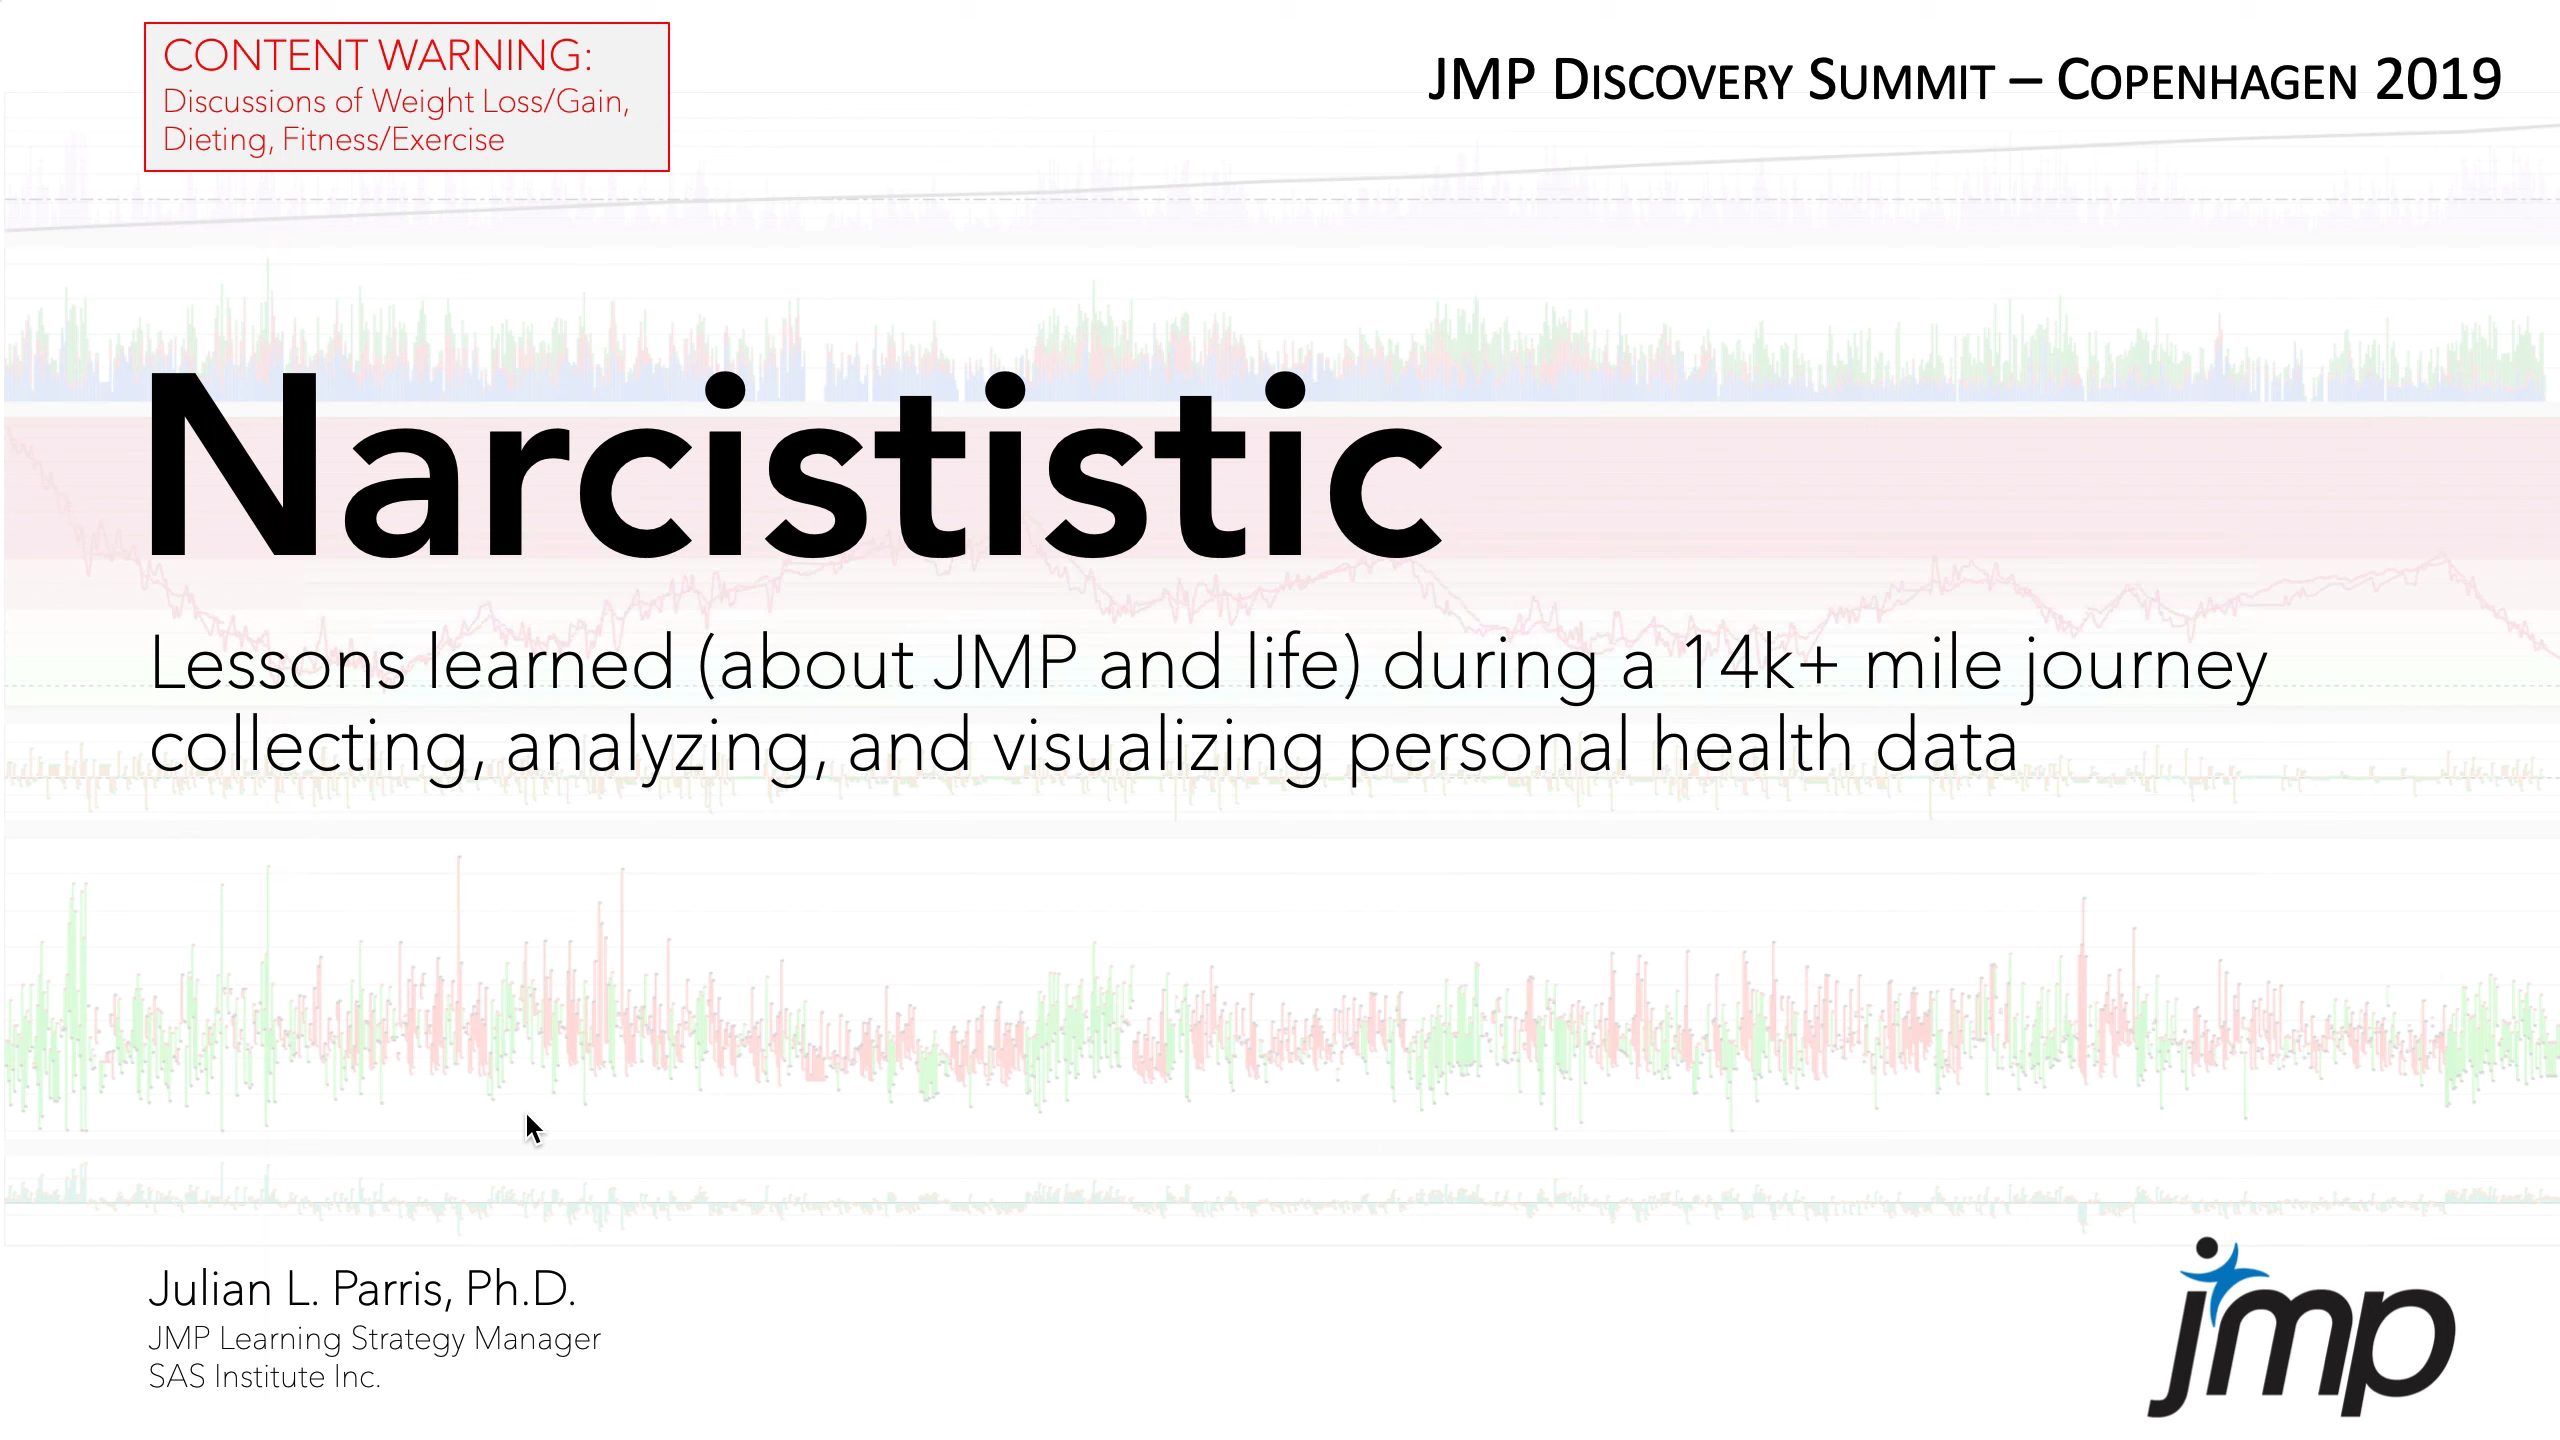 CONTENT WARNING:
Discussions of Weight Loss/Gain,
Dieting, Fitness/Exercise
JMP DISCOVERY SUMMIT – COPENHAGEN 2019
Narcististic
Lessons learned (about JMP and life) during a 14k+ mile journey
collecting, analyzing, and visualizing personal health data
Julian L. Parris, Ph.D.
JMP Learning Strategy Manager
SAS Institute Inc.
jmp